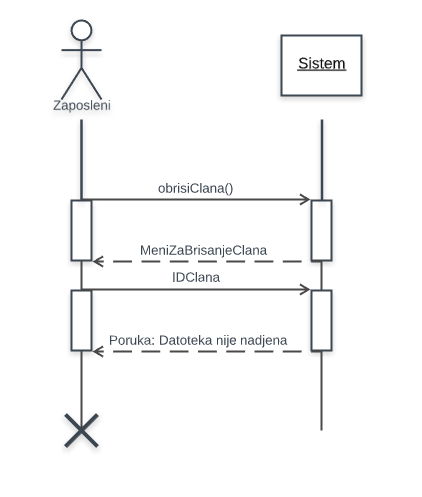 Zaposleni
Sistem
obrisiClana()
MeniZaBrisanjeClana
IDClana
Poruka: Datoteka nije nadjena